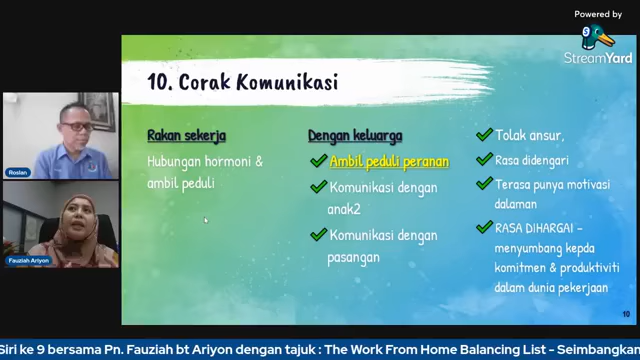 Powered by
StreamYard
10. Corak Komunikasi
Rakan sekerja
Hubungan hormoni &
ambil peduli
Dengan keluarga
Ambil peduli peranan
Komunikasi dengan
anak2
Komunikasi dengan
pasangan
Tolak ansur,
Rasa didengari
Terasa punya motivasi
dalaman
RASA DIHARGAI –
menyumbang kepda
komitmen & produktiviti
dalam dunia pekerjaan
10
Roslan
Fauziah Ariyon
Siri ke 9 bersama Pn. Fauziah bt Ariyon dengan tajuk : The Work From Home Balancing List - Seimbangkan